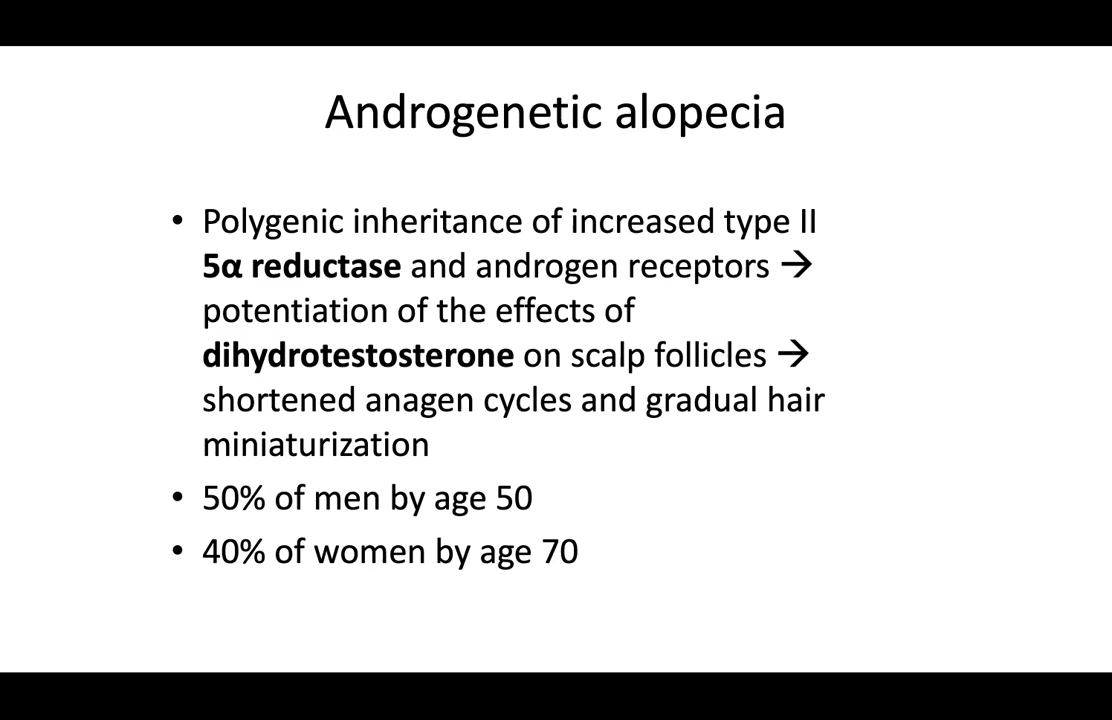 Androgenetic alopecia
• Polygenic inheritance of increased type II
5α reductase and androgen receptors →
potentiation of the effects of
dihydrotestosterone on scalp follicles →
shortened anagen cycles and gradual hair
miniaturization
• 50% of men by age 50
• 40% of women by age 70